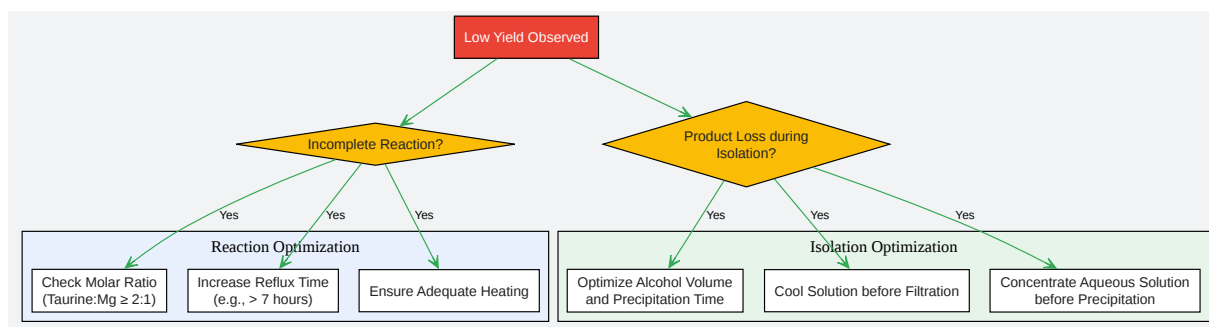 Low Yield Observed
Incomplete Reaction?
Product Loss during
Isolation?
Yes
Yes
Yes
Yes
Yes
Yes
Reaction Optimization
Check Molar Ratio
(Taurine:Mg ≥ 2:1)
Increase Reflux Time
(e.g., > 7 hours)
Ensure Adequate Heating
Isolation Optimization
Optimize Alcohol Volume
and Precipitation Time
Cool Solution before Filtration
Concentrate Aqueous Solution
before Precipitation